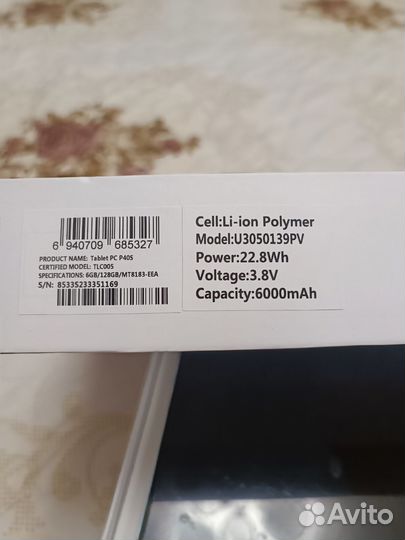 6 940709 685327
PRODUCT NAME: Tablet PC P40S
CERTIFIED MODEL: TLC005
SPECIFICATIONS: 6GB/128GB/MT8183-EEA
S/N: 85335233351169
Cell:Li-ion Polymer
Model:U3050139PV
Power:22.8Wh
Voltage:3.8V
Capacity:6000mAh
Avito